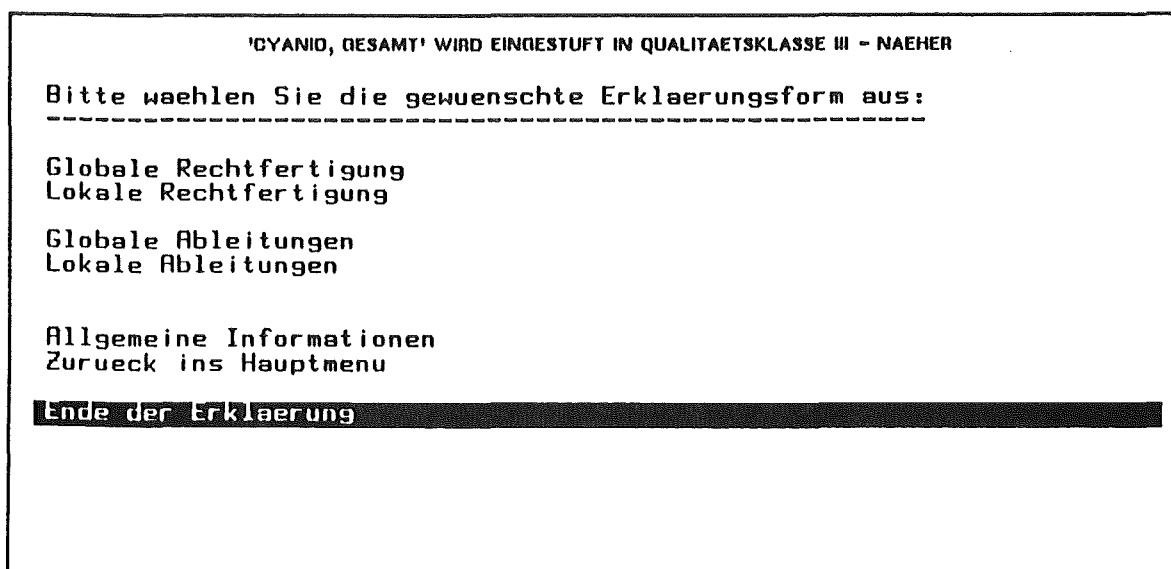 'CYANID, GESAMT' WIRD EINGESTUFT IN QUALITAETSKLASSE III - NAEHER
Bitte waehlen Sie die gewuenschte Erklaerungsform aus:
Globale Rechtfertigung
Lokale Rechtfertigung
Globale Ableitungen
Lokale Ableitungen
Allgemeine Informationen
Zurueck ins Hauptmenu
Ende der Erklaerung